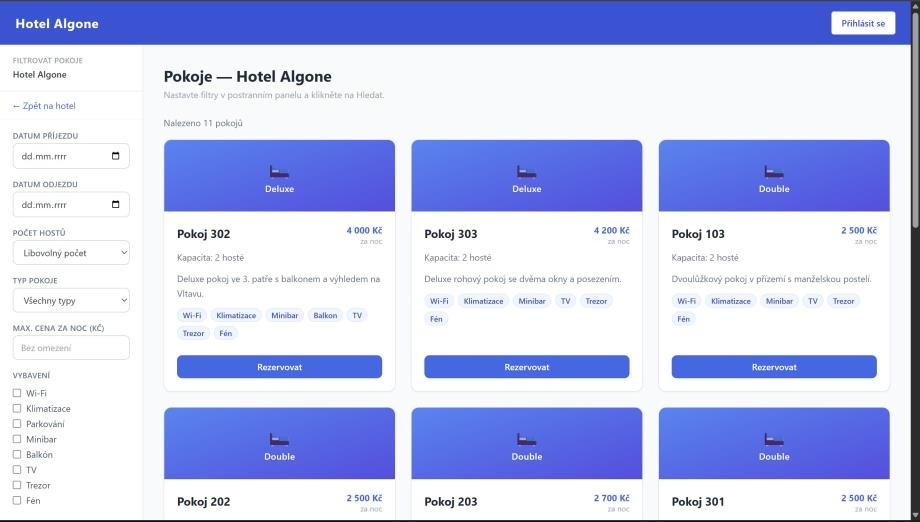 Hotel Algone
Přihlásit se
FILTROVAT POKOJE
Hotel Algone
← Zpět na hotel
DATUM PŘÍJEZDU
dd.mm.rrrr
DATUM ODJEZDU
dd.mm.rrrr
POČET HOSTŮ
Libovolný počet
TYP POKOJE
Všechny typy
MAX. CENA ZA NOC (KČ)
Bez omezení
VYBAVENÍ
Wi-Fi
Klimatizace
Parkování
Minibar
Balkón
TV
Trezor
Fén
Pokoje — Hotel Algone
Nastavte filtry v postranním panelu a klikněte na Hledat.
Nalezeno 11 pokojů
Deluxe
Pokoj 302
4 000 Kč
za noc
Kapacita: 2 hosté
Deluxe pokoj ve 3. patře s balkonem a výhledem na
Vltavu.
Wi-Fi Klimatizace Minibar Balkon TV
Trezor Fén
Rezervovat
Deluxe
Pokoj 303
4 200 Kč
za noc
Kapacita: 2 hosté
Deluxe rohový pokoj se dvěma okny a posezením.
Wi-Fi Klimatizace Minibar TV Trezor
Fén
Rezervovat
Double
Pokoj 103
2 500 Kč
za noc
Kapacita: 2 hosté
Dvoulůžkový pokoj v přízemí s manželskou postelí.
Wi-Fi Klimatizace Minibar TV Trezor
Fén
Rezervovat
Double
Pokoj 202
2 500 Kč
za noc
Double
Pokoj 203
2 700 Kč
za noc
Double
Pokoj 301
2 500 Kč
za noc